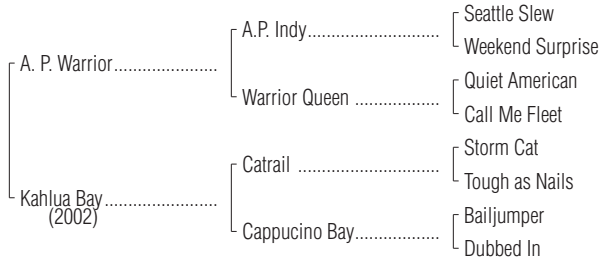 Seattle Slew
A.P. Indy........................................
Weekend Surprise
A. P. Warrior........................
Quiet American
Warrior Queen ..........................
Call Me Fleet
Storm Cat
Catrail ..........................................
Tough as Nails
Kahlua Bay..........................
(2002)
Bailjumper
Cappucino Bay..........................
Dubbed In